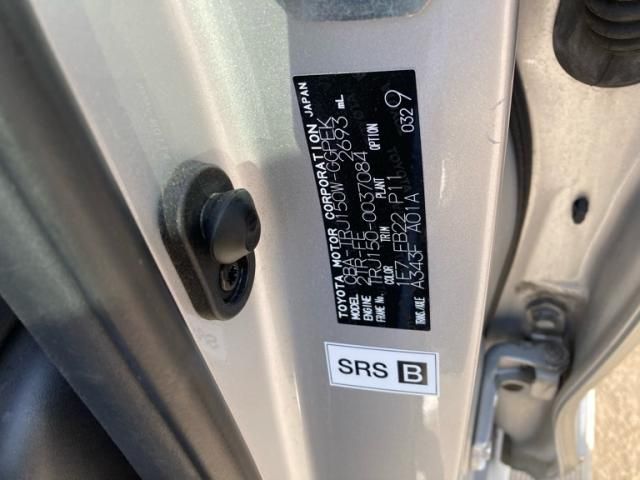 TOYOTA MOTOR CORPORATION JAPAN
MODEL CBA-TRJ150W-GGPEK
ENGINE 2TR-FE 2693 mL
FRAME No. TRJ150-0037084
COLOR TRIM PLANT OPTION
1E7 FB22 P11
TRANS/AXLE A343F A01A 0329
SRS B